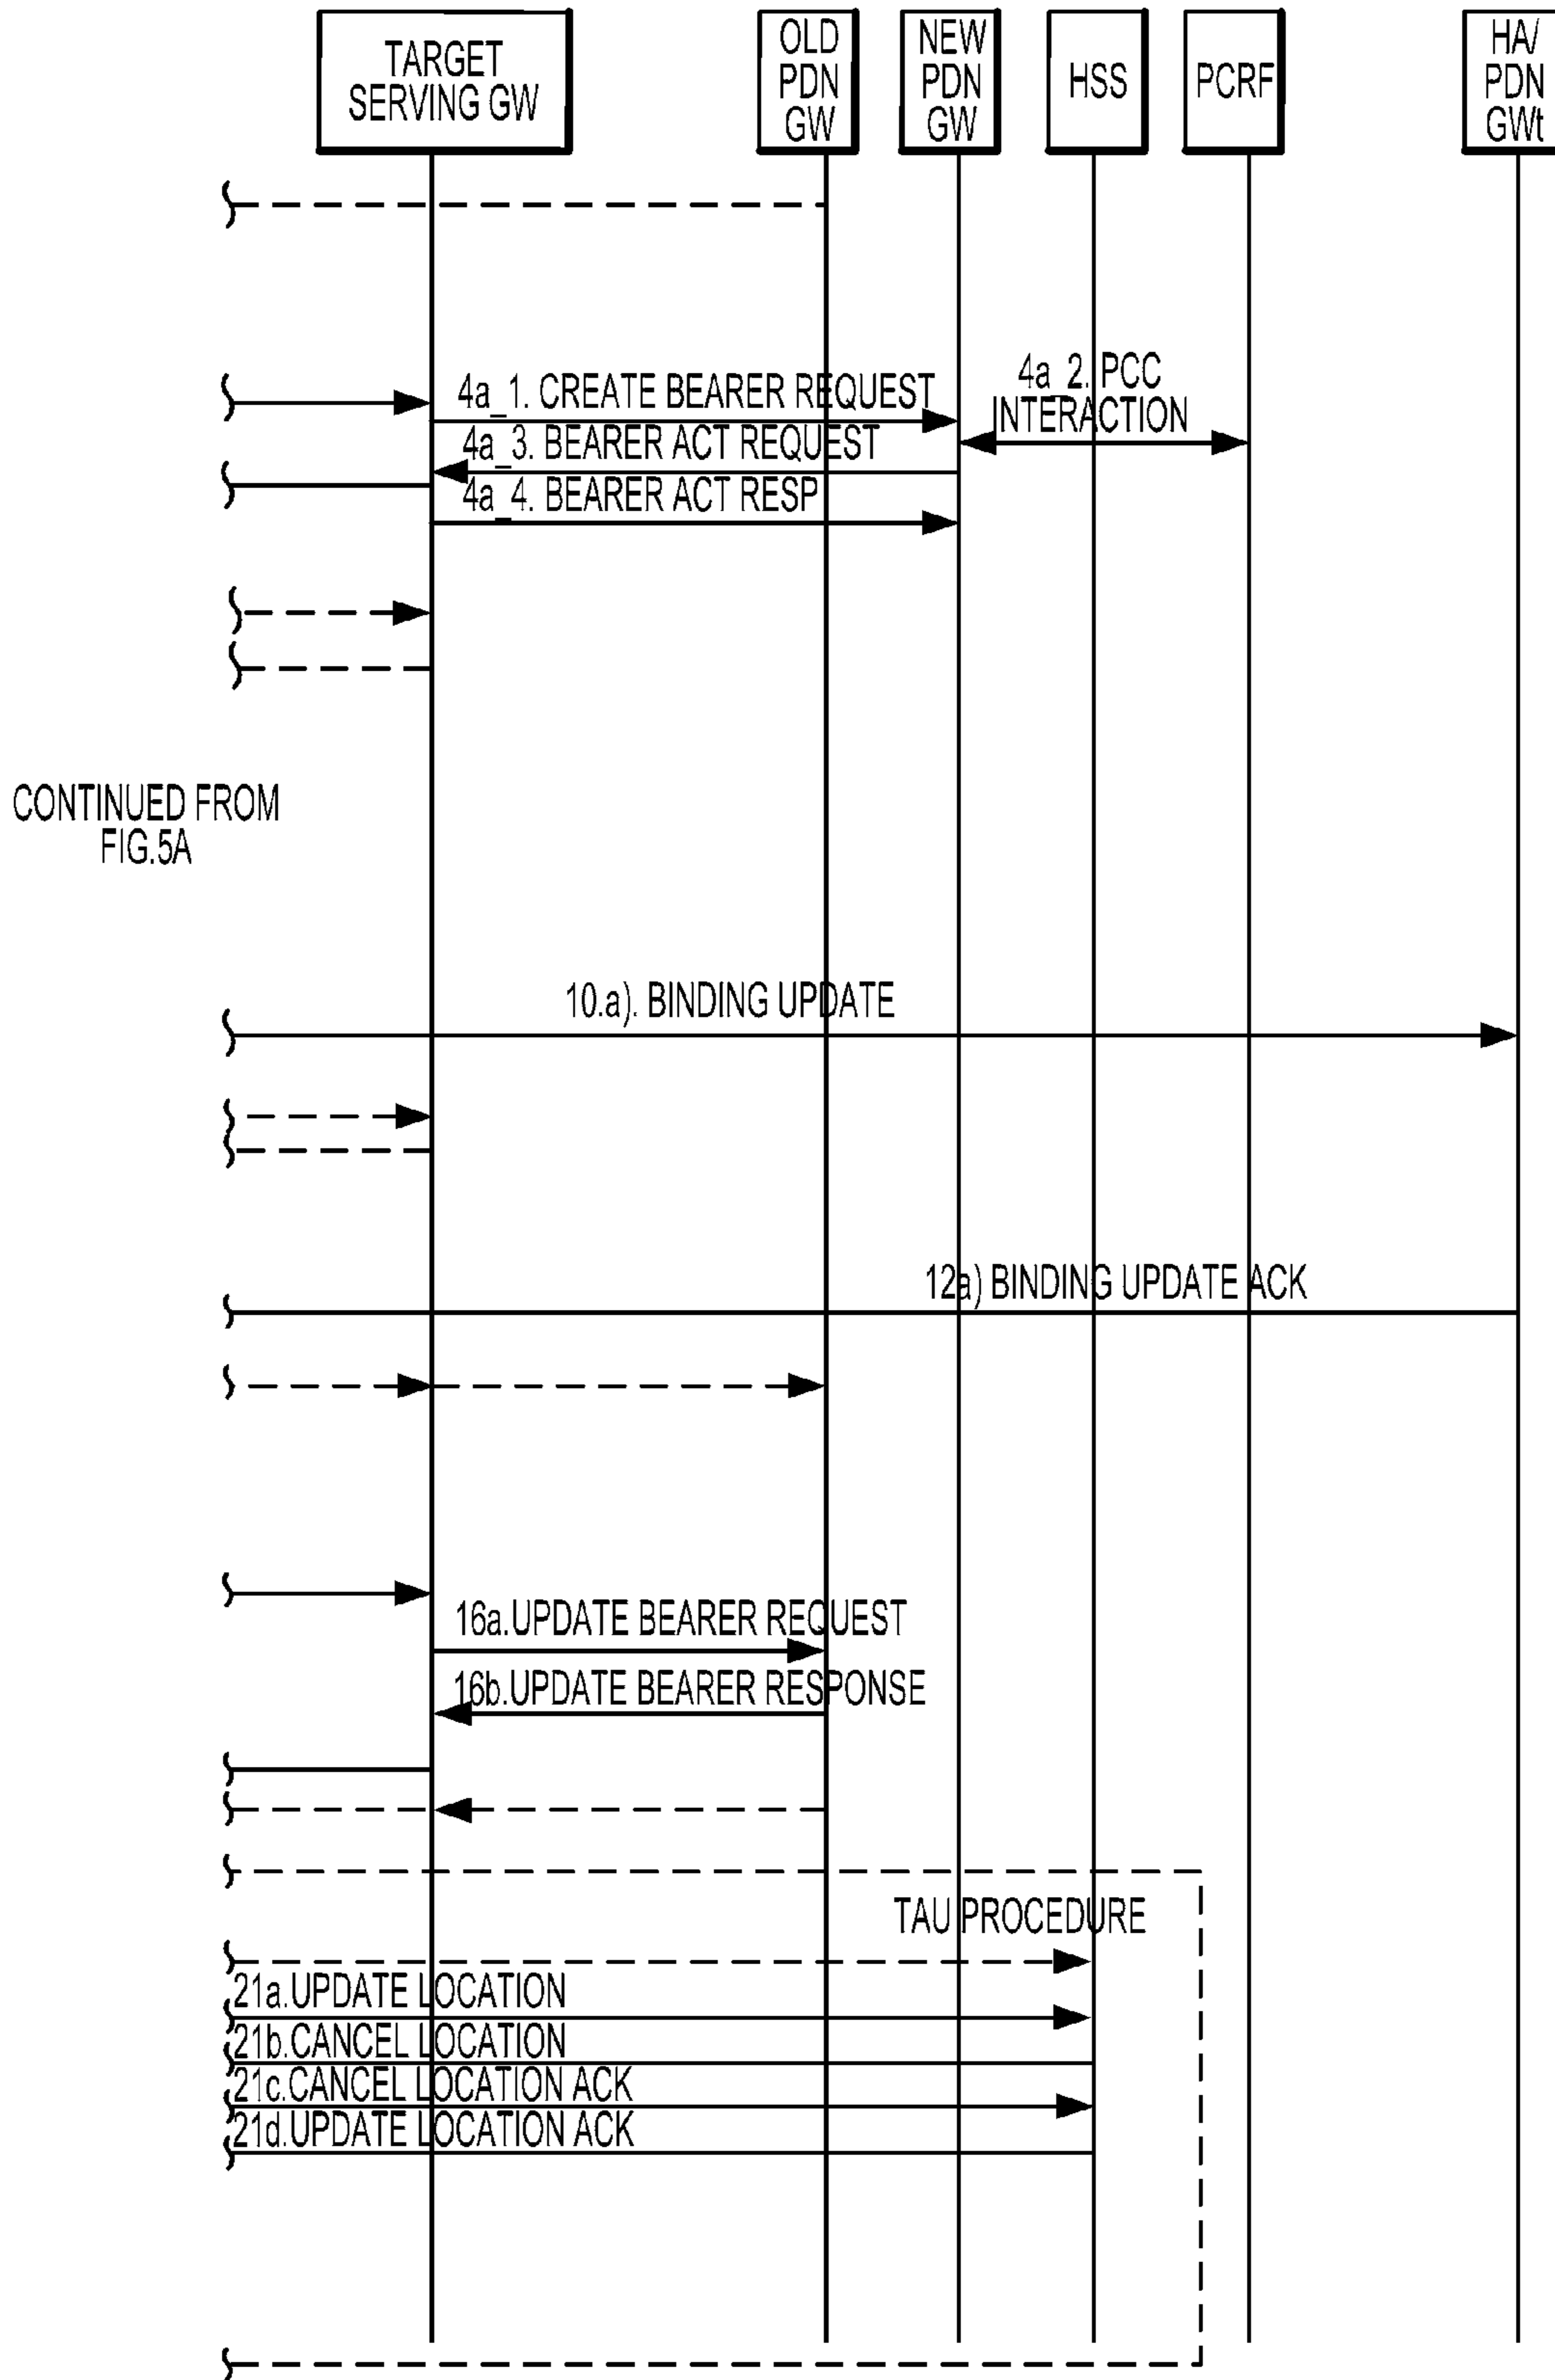 TARGET
SERVING GW
OLD
PDN
GW
NEW
PDN
GW
HSS
PCRF
HA/
PDN
GWt
4a_1. CREATE BEARER REQUEST
4a_2. PCC
INTERACTION
4a_3. BEARER ACT REQUEST
4a_4. BEARER ACT RESP
CONTINUED FROM
FIG.5A
10.a). BINDING UPDATE
12a) BINDING UPDATE ACK
16a.UPDATE BEARER REQUEST
16b.UPDATE BEARER RESPONSE
TAU PROCEDURE
21a.UPDATE LOCATION
21b.CANCEL LOCATION
21c.CANCEL LOCATION ACK
21d.UPDATE LOCATION ACK